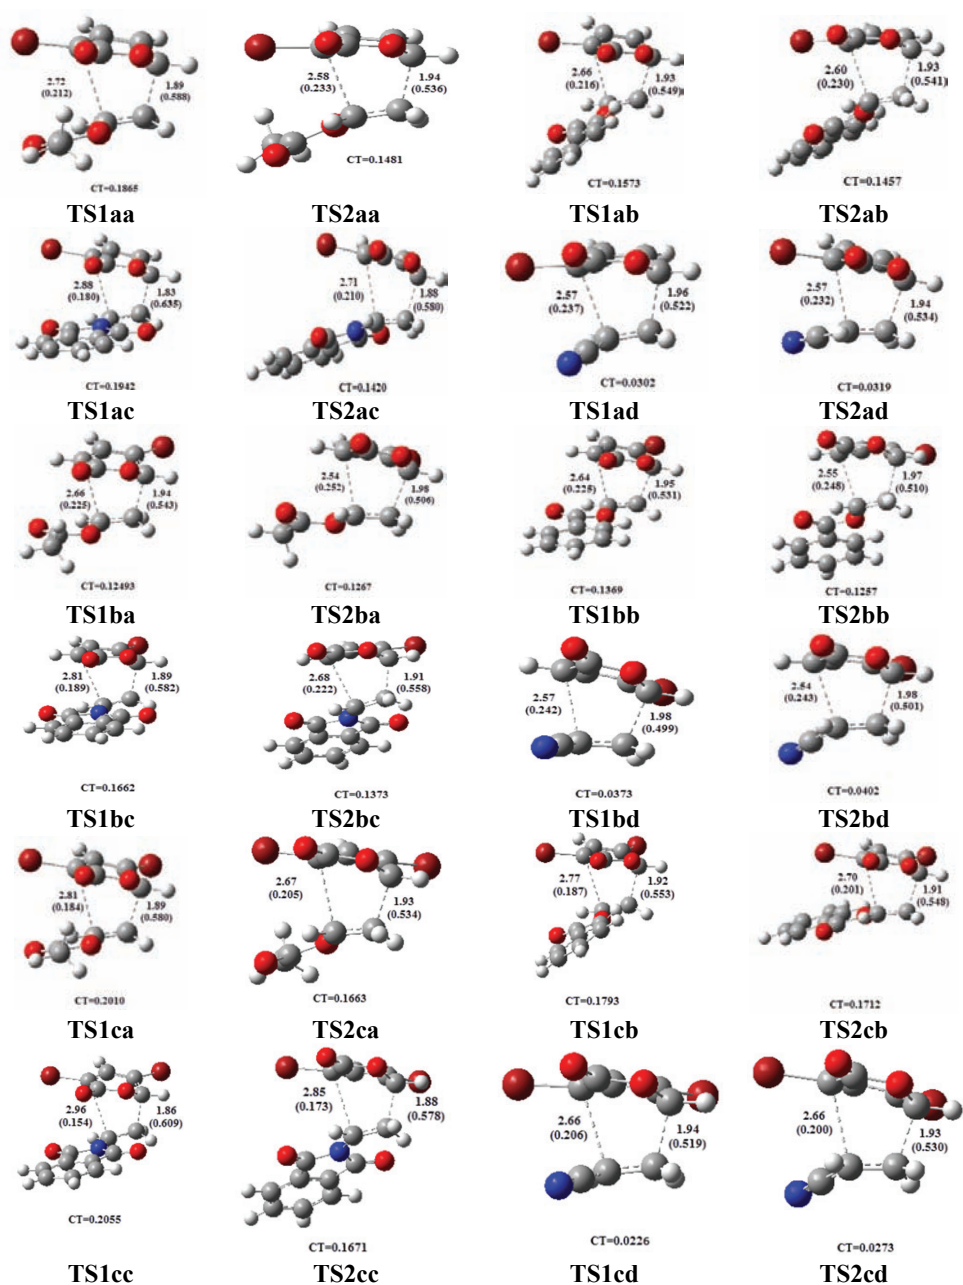 2.72 (0.212)
1.89 (0.588)
CT=0.1865
TS1aa
2.58 (0.233)
1.94 (0.536)
CT=0.1481
TS2aa
2.66 (0.216)
1.93 (0.549)
CT=0.1573
TS1ab
2.60 (0.230)
1.93 (0.541)
CT=0.1457
TS2ab
2.88 (0.180)
1.83 (0.635)
CT=0.1942
TS1ac
2.71 (0.210)
1.88 (0.580)
CT=0.1420
TS2ac
2.57 (0.237)
1.96 (0.522)
CT=0.0302
TS1ad
2.57 (0.232)
1.94 (0.534)
CT=0.0319
TS2ad
2.66 (0.225)
1.94 (0.543)
CT=0.12493
TS1ba
2.54 (0.252)
1.98 (0.506)
CT=0.1267
TS2ba
2.64 (0.225)
1.95 (0.531)
CT=0.1369
TS1bb
2.55 (0.248)
1.97 (0.510)
CT=0.1257
TS2bb
2.81 (0.189)
1.89 (0.582)
CT=0.1662
TS1bc
2.68 (0.222)
1.91 (0.558)
CT=0.1373
TS2bc
2.57 (0.242)
1.98 (0.499)
CT=0.0373
TS1bd
2.54 (0.243)
1.98 (0.501)
CT=0.0402
TS2bd
2.81 (0.184)
1.89 (0.580)
CT=0.2010
TS1ca
2.67 (0.205)
1.93 (0.534)
CT=0.1663
TS2ca
2.77 (0.187)
1.92 (0.553)
CT=0.1793
TS1cb
2.70 (0.201)
1.91 (0.548)
CT=0.1712
TS2cb
2.96 (0.154)
1.86 (0.609)
CT=0.2055
TS1cc
2.85 (0.173)
1.88 (0.578)
CT=0.1671
TS2cc
2.66 (0.206)
1.94 (0.519)
CT=0.0226
TS1cd
2.66 (0.200)
1.93 (0.530)
CT=0.0273
TS2cd